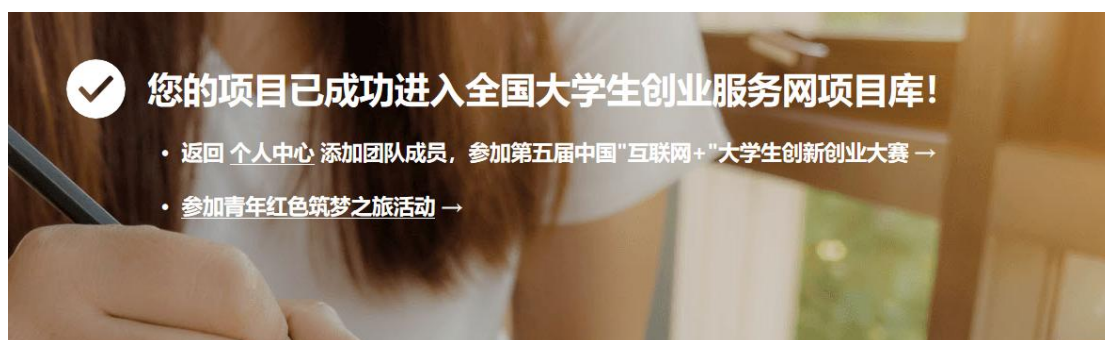 您的项目已成功进入全国大学生创业服务网项目库！
• 返回 个人中心 添加团队成员，参加第五届中国"互联网+"大学生创新创业大赛 →
• 参加青年红色筑梦之旅活动 →